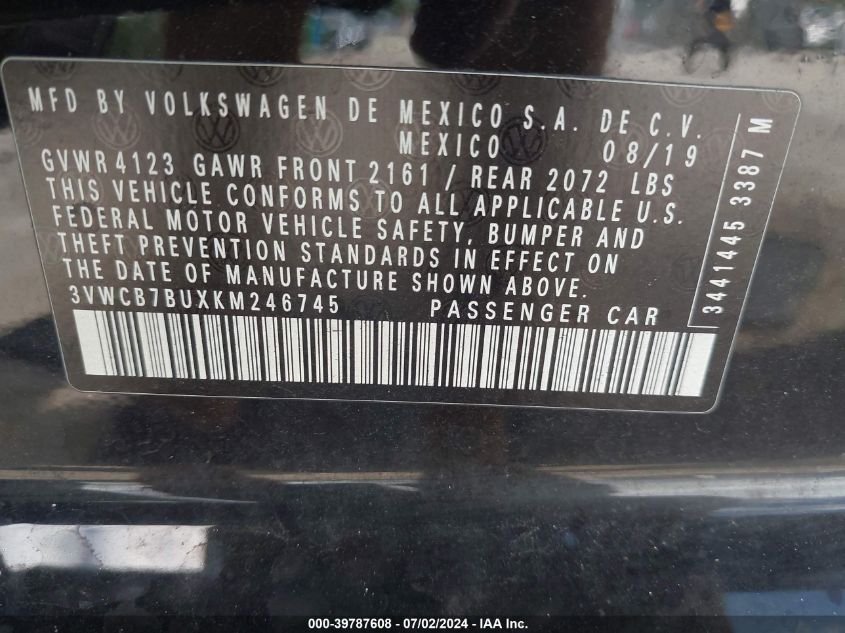 MFD BY VOLKSWAGEN DE MEXICO S.A. DE C.V.
MEXICO 08/19
GVWR 4123 GAWR FRONT 2161 / REAR 2072 LBS
THIS VEHICLE CONFORMS TO ALL APPLICABLE U.S.
FEDERAL MOTOR VEHICLE SAFETY, BUMPER AND
THEFT PREVENTION STANDARDS IN EFFECT ON
THE DATE OF MANUFACTURE SHOWN ABOVE.
3VWCB7BUXKM246745 PASSENGER CAR
3441445 3387 M
000-39787608 - 07/02/2024 - IAA Inc.